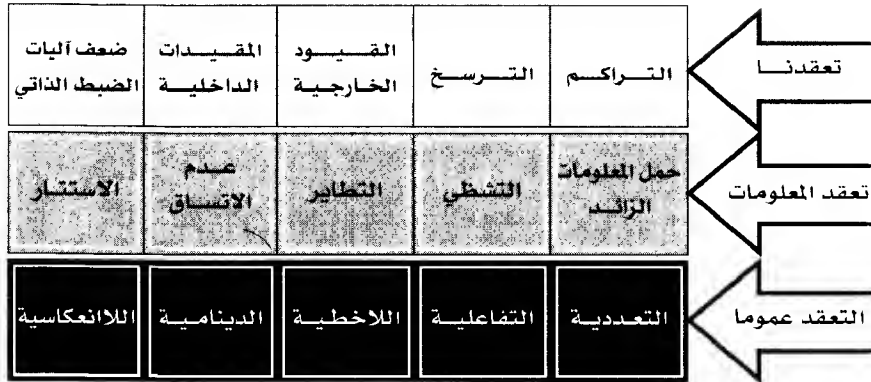 تعقدنا
التراكم
الترسخ
القيود
الخارجية
المقيدات
الداخلية
ضعف آليات
الضبط الذاتي
تعقد المعلومات
حمل المعلومات
الزائد
التشظي
التطاير
عدم
الاتساق
الاستتار
التعقد عموما
التعددية
التفاعلية
اللاخطية
الدينامية
اللاانعكاسية